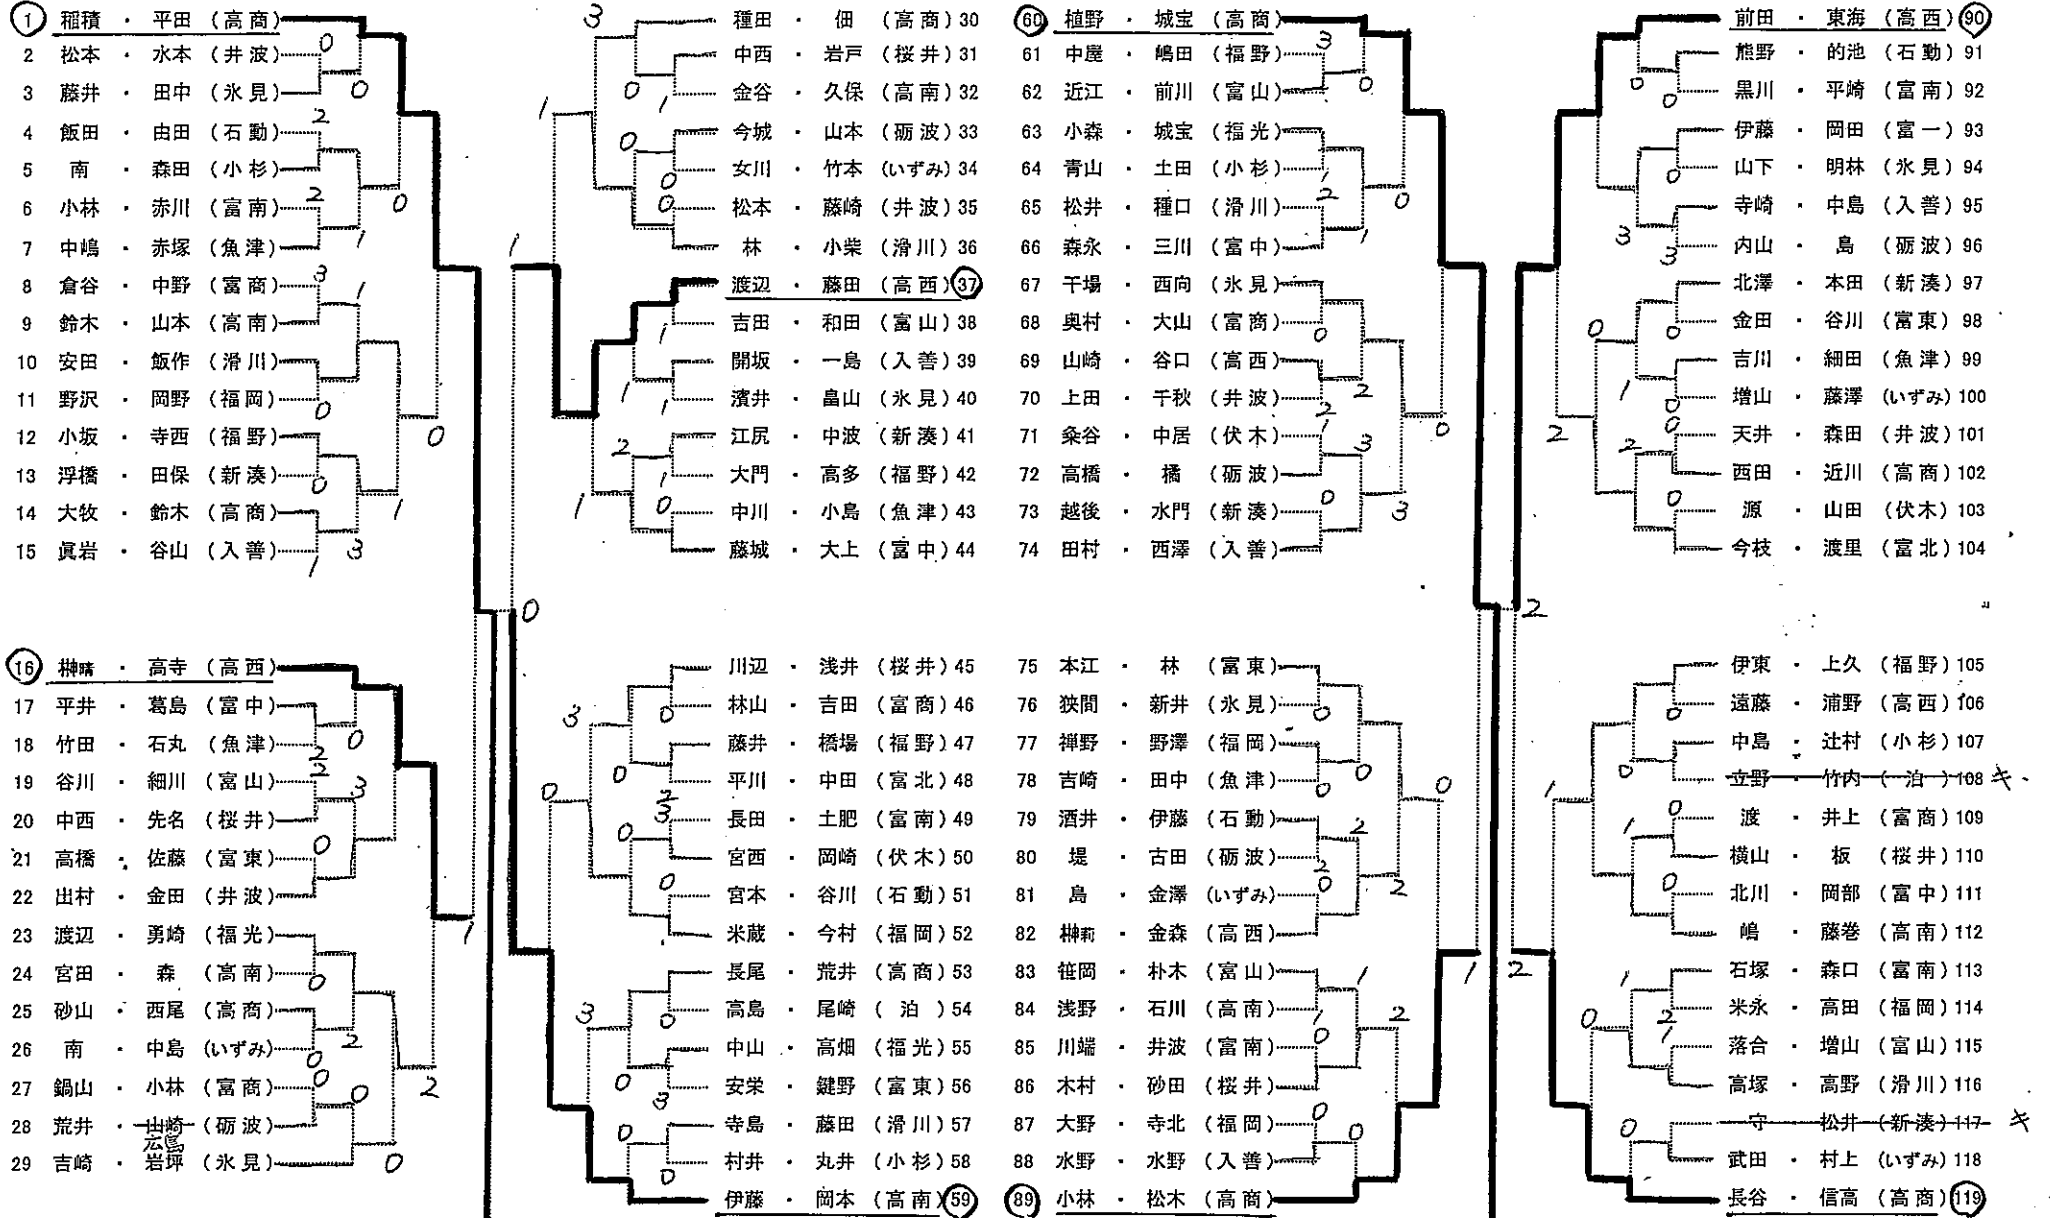 1 稲積・平田(高商)
2 松本・水本(井波)
3 藤井・田中(氷見)
4 飯田・由田(石動)
5 南・森田(小杉)
6 小林・赤川(富南)
7 中嶋・赤塚(魚津)
8 倉谷・中野(富商)
9 鈴木・山本(高南)
10 安田・飯作(滑川)
11 野沢・岡野(福岡)
12 小坂・寺西(福野)
13 浮橋・田保(新湊)
14 大牧・鈴木(高商)
15 眞岩・谷山(入善)
16 榊晴・高寺(高西)
17 平井・葛島(富中)
18 竹田・石丸(魚津)
19 谷川・細川(富山)
20 中西・先名(桜井)
21 高橋・佐藤(富東)
22 出村・金田(井波)
23 渡辺・勇崎(福光)
24 宮田・森(高南)
25 砂山・西尾(高商)
26 南・中島(いずみ)
27 鍋山・小林(富商)
28 荒井・山崎(砺波)
広島
29 吉崎・岩坪(氷見)
種田・佃(高商)30
中西・岩戸(桜井)31
金谷・久保(高南)32
今城・山本(砺波)33
女川・竹本(いずみ)34
松本・藤崎(井波)35
林・小柴(滑川)36
渡辺・藤田(高西)37
吉田・和田(富山)38
開坂・一島(入善)39
濱井・畠山(氷見)40
江尻・中波(新湊)41
大門・高多(福野)42
中川・小島(魚津)43
藤城・大上(富中)44
川辺・浅井(桜井)45
林山・吉田(富商)46
藤井・橋場(福野)47
平川・中田(富北)48
長田・土肥(富南)49
宮西・岡崎(伏木)50
宮本・谷川(石動)51
米蔵・今村(福岡)52
長尾・荒井(高商)53
高島・尾崎(泊)54
中山・高畑(福光)55
安栄・鍵野(富東)56
寺島・藤田(滑川)57
村井・丸井(小杉)58
伊藤・岡本(高南)59
60 植野・城宝(高商)
61 中屋・嶋田(福野)
62 近江・前川(富山)
63 小森・城宝(福光)
64 青山・土田(小杉)
65 松井・種口(滑川)
66 森永・三川(富中)
67 干場・西向(氷見)
68 奥村・大山(富商)
69 山崎・谷口(高西)
70 上田・千秋(井波)
71 粂谷・中居(伏木)
72 高橋・橘(砺波)
73 越後・水門(新湊)
74 田村・西澤(入善)
75 本江・林(富東)
76 狭間・新井(氷見)
77 禅野・野澤(福岡)
78 吉崎・田中(魚津)
79 酒井・伊藤(石動)
80 堤・古田(砺波)
81 島・金澤(いずみ)
82 榊莉・金森(高西)
83 笹岡・朴木(富山)
84 浅野・石川(高南)
85 川端・井波(富南)
86 木村・砂田(桜井)
87 大野・寺北(福岡)
88 水野・水野(入善)
89 小林・松木(高商)
前田・東海(高西)90
熊野・的池(石動)91
黒川・平崎(富南)92
伊藤・岡田(富一)93
山下・明林(氷見)94
寺崎・中島(入善)95
内山・島(砺波)96
北澤・本田(新湊)97
金田・谷川(富東)98
吉川・細田(魚津)99
増山・藤澤(いずみ)100
天井・森田(井波)101
西田・近川(高商)102
源・山田(伏木)103
今枝・渡里(富北)104
伊東・上久(福野)105
遠藤・浦野(高西)106
中島・辻村(小杉)107
立野・竹内(泊)108 キ
渡・井上(富商)109
横山・板(桜井)110
北川・岡部(富中)111
嶋・藤巻(高南)112
石塚・森口(富南)113
米永・高田(福岡)114
落合・増山(富山)115
高塚・高野(滑川)116
守・松井(新湊)117 キ
武田・村上(いずみ)118
長谷・信高(高商)119